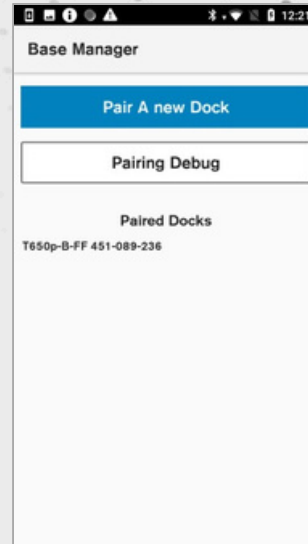 12:21
Base Manager
Pair A new Dock
Pairing Debug
Paired Docks
T650p-B-FF 451-089-236